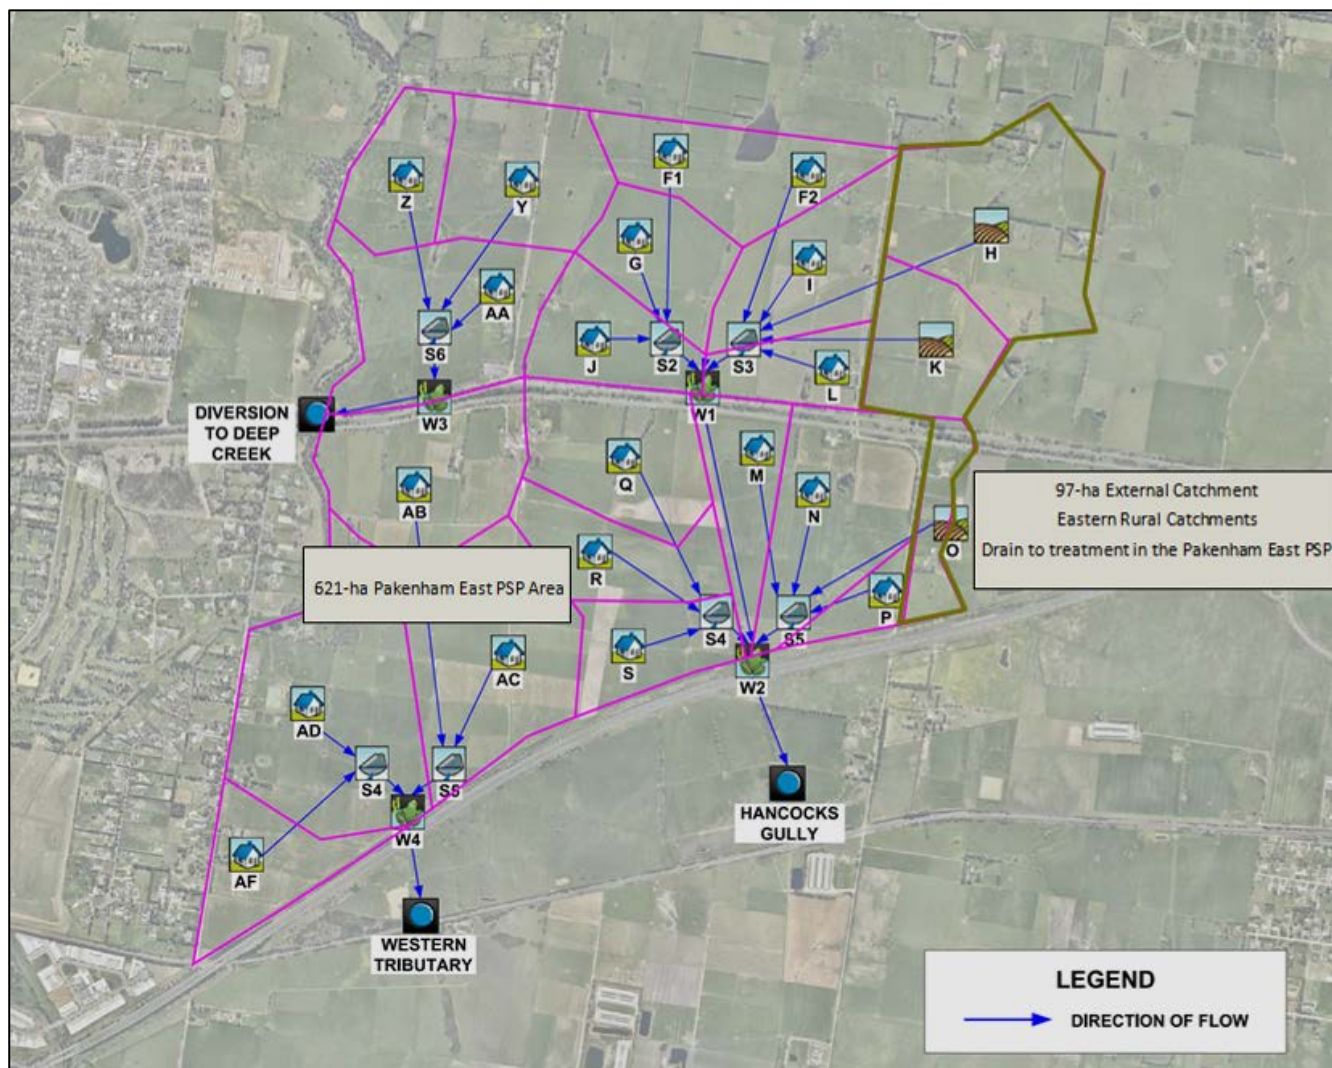 F1
F2
Z
Y
G
H
I
AA
J
S2
S3
K
S6
L
W1
DIVERSION
TO DEEP
CREEK
W3
AB
Q
M
N
97-ha External Catchment
Eastern Rural Catchments
Drain to treatment in the Pakenham East PSP
O
621-ha Pakenham East PSP Area
R
P
S4
S5
S
AC
W2
AD
S4
S5
HANCOCKS
GULLY
W4
AF
WESTERN
TRIBUTARY
LEGEND
DIRECTION OF FLOW